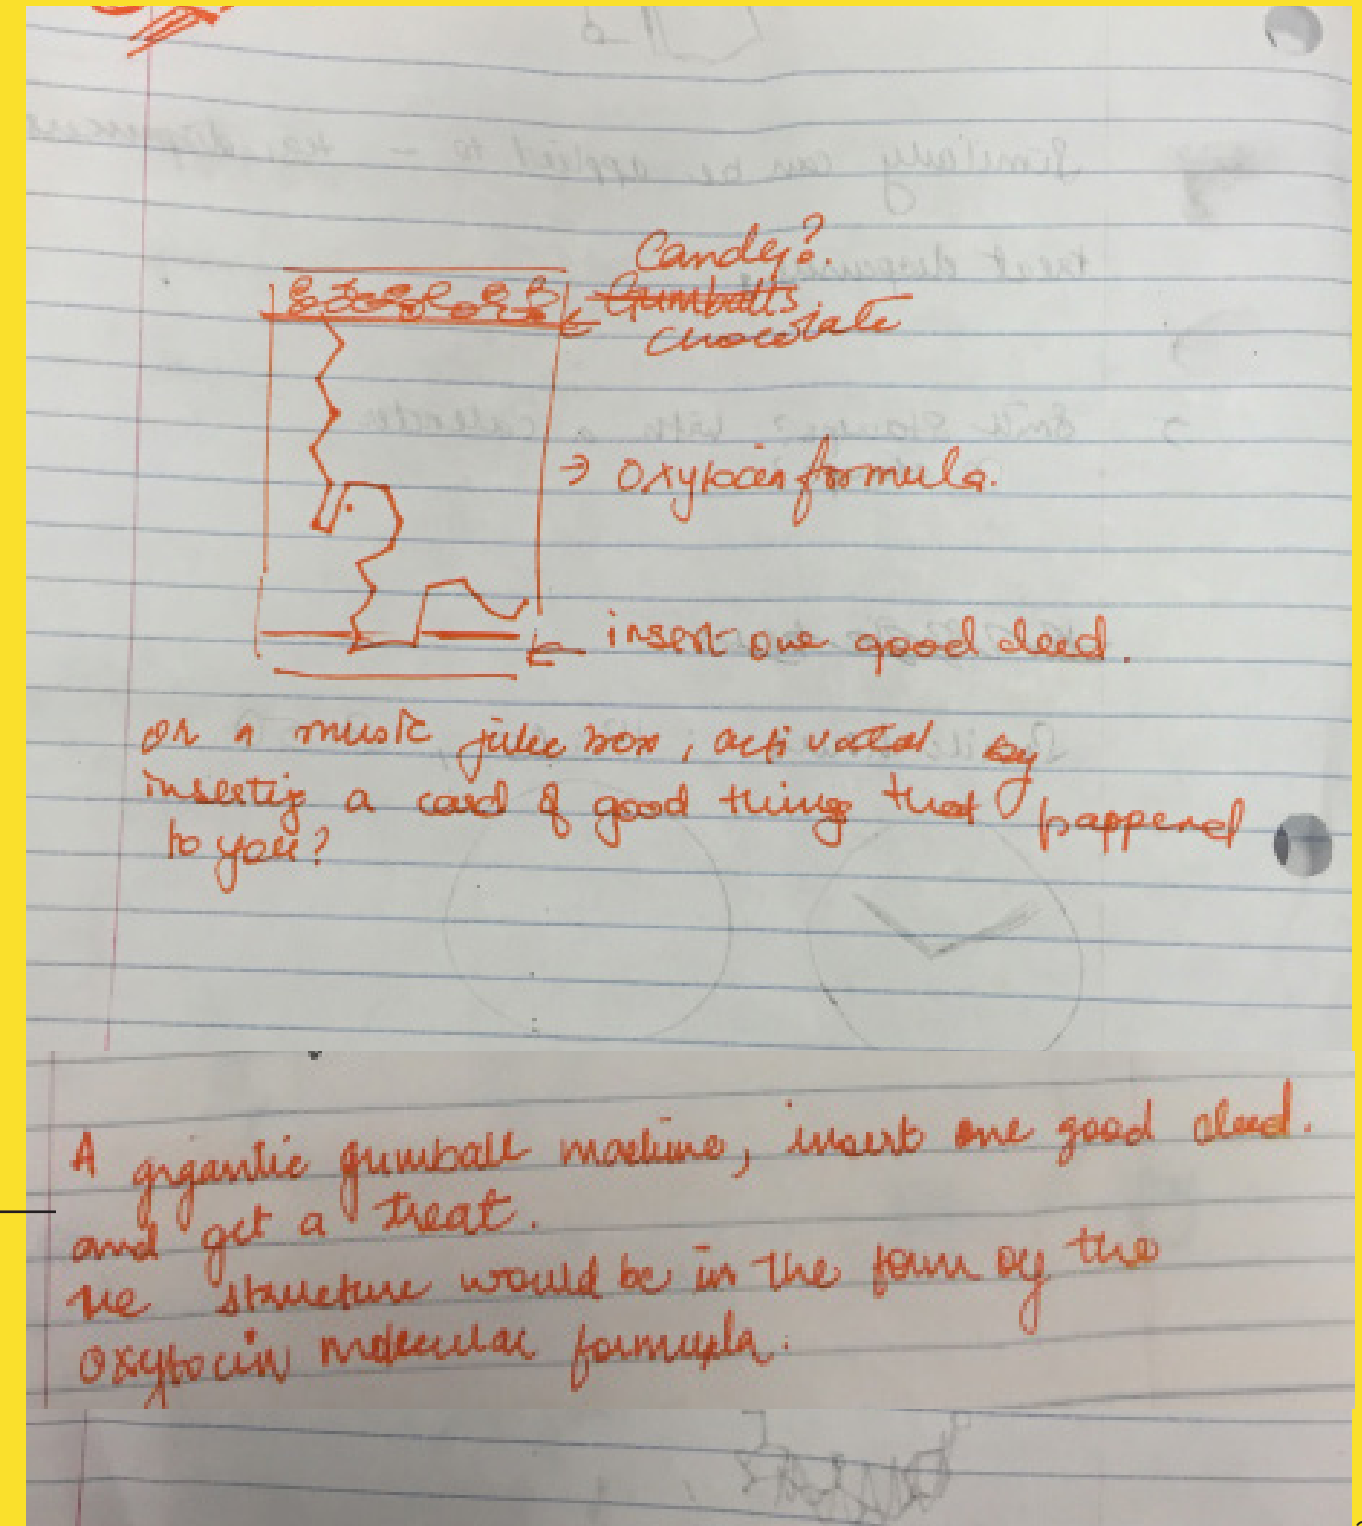 Candy?
Gumballs.
chocolate
→ oxytocin formula.
← insert one good deed.
or a music juke box, activated by
inserting a card of good things that happened
to you?
A gigantic gumball machine, insert one good deed.
and get a treat.
The structure would be in the form of the
oxytocin molecular formula.